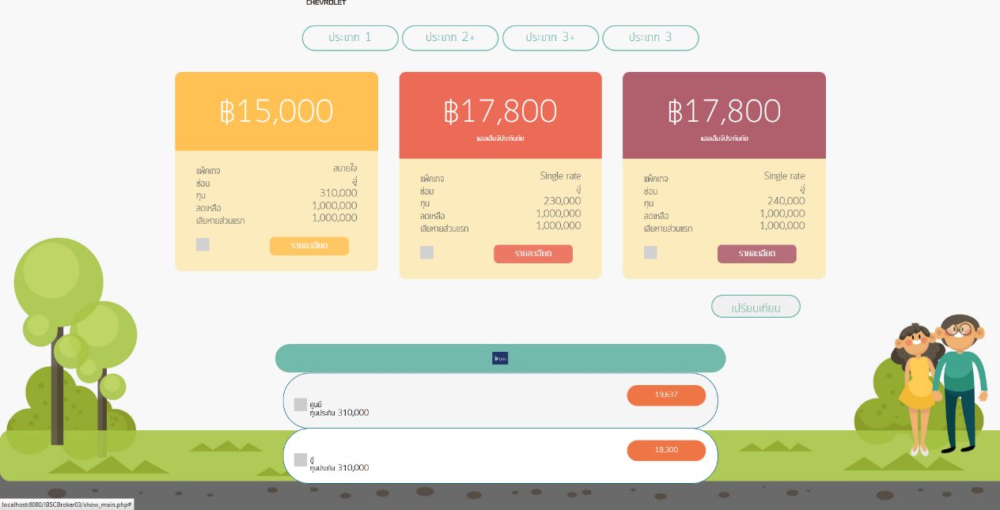 CHEVROLET
ประเภท 1 ประเภท 2+ ประเภท 3+ ประเภท 3
฿15,000
แพ็คเกจ สบายใจ
ซ่อม อู่
ทุน 310,000
ลดเหลือ 1,000,000
เสียหายส่วนแรก 1,000,000
รายละเอียด
฿17,800
แอลเอ็มจีประกันภัย
แพ็คเกจ Single rate
ซ่อม อู่
ทุน 230,000
ลดเหลือ 1,000,000
เสียหายส่วนแรก 1,000,000
รายละเอียด
฿17,800
แอลเอ็มจีประกันภัย
แพ็คเกจ Single rate
ซ่อม อู่
ทุน 240,000
ลดเหลือ 1,000,000
เสียหายส่วนแรก 1,000,000
รายละเอียด
เปรียบเทียบ
LMG
ศูนย์ 19,637
ทุนประกัน 310,000
อู่ 18,300
ทุนประกัน 310,000
localhost:8080/IBSCBroker03/show_main.php#